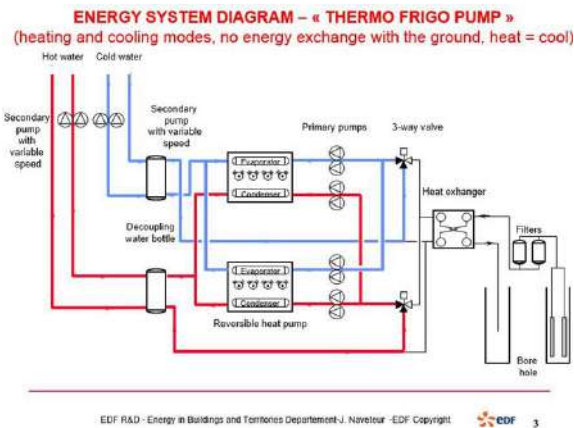 ENERGY SYSTEM DIAGRAM – « THERMO FRIGO PUMP »
(heating and cooling modes, no energy exchange with the ground, heat = cool)
Hot water
Cold water
Secondary
pump
with
variable
speed
Secondary
pump
with variable
speed
Primary pumps
3-way valve
Evaporator
Condenser
Heat exhanger
Filters
Decoupling
water bottle
Evaporator
Condenser
Reversible heat pump
Bore
hole
EDF R&D - Energy in Buildings and Territories Departement-J. Naveteur -EDF Copyright
EDF
3